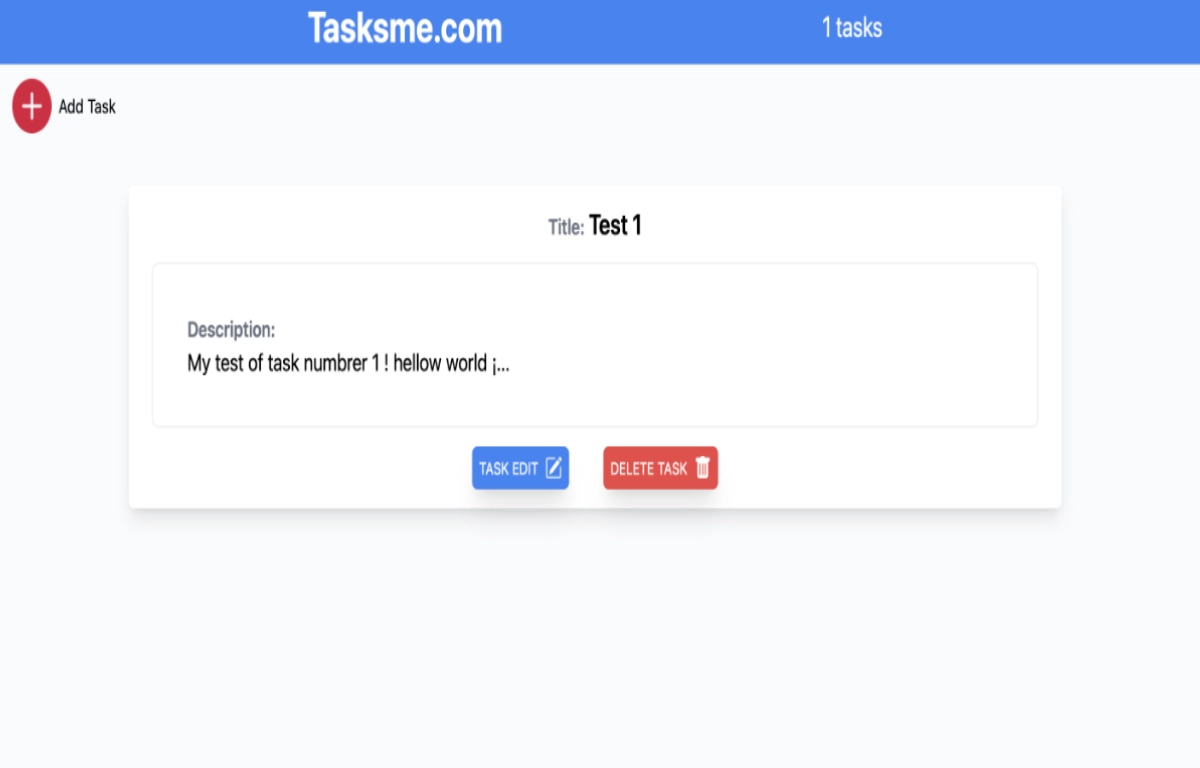 Tasksme.com
1 tasks
Add Task
Title: Test 1
Description:
My test of task numbrer 1 ! hellow world ¡...
TASK EDIT
DELETE TASK